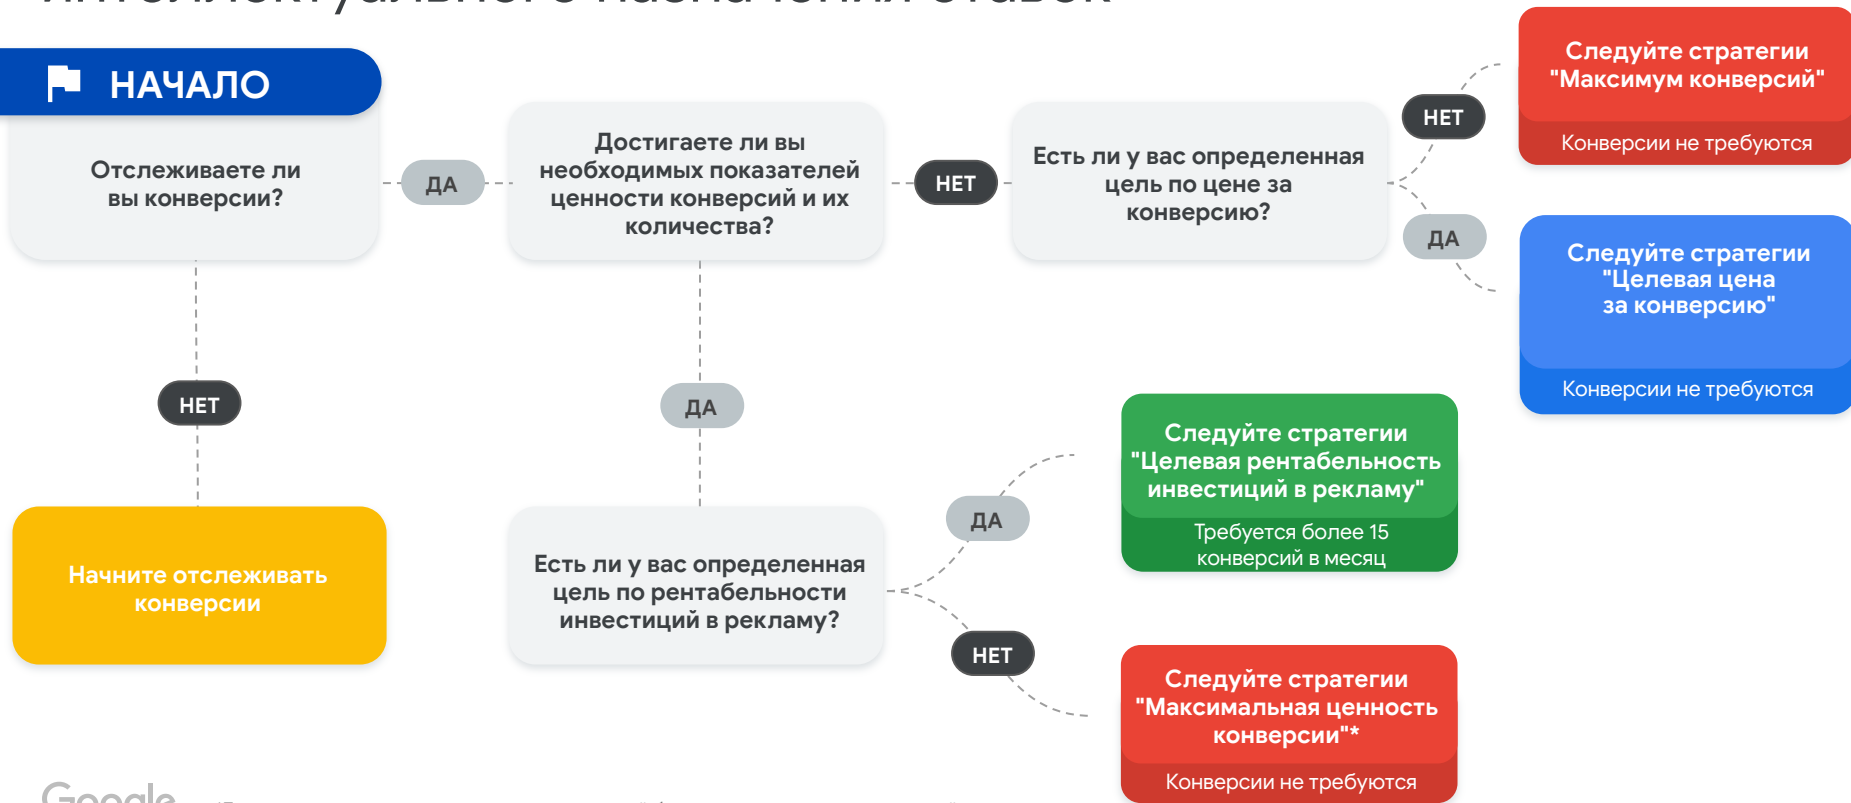 интеллектуального назначения ставок
НАЧАЛО
Отслеживаете ли
вы конверсии?
ДА
Достигаете ли вы
необходимых показателей
ценности конверсий и их
количества?
НЕТ
Есть ли у вас определенная
цель по цене за
конверсию?
НЕТ
Следуйте стратегии
"Максимум конверсий"
Конверсии не требуются
ДА
Следуйте стратегии
"Целевая цена
за конверсию"
Конверсии не требуются
НЕТ
Начните отслеживать
конверсии
ДА
Есть ли у вас определенная
цель по рентабельности
инвестиций в рекламу?
ДА
Следуйте стратегии
"Целевая рентабельность
инвестиций в рекламу"
Требуется более 15
конверсий в месяц
НЕТ
Следуйте стратегии
"Максимальная ценность
конверсии"*
Конверсии не требуются
Google